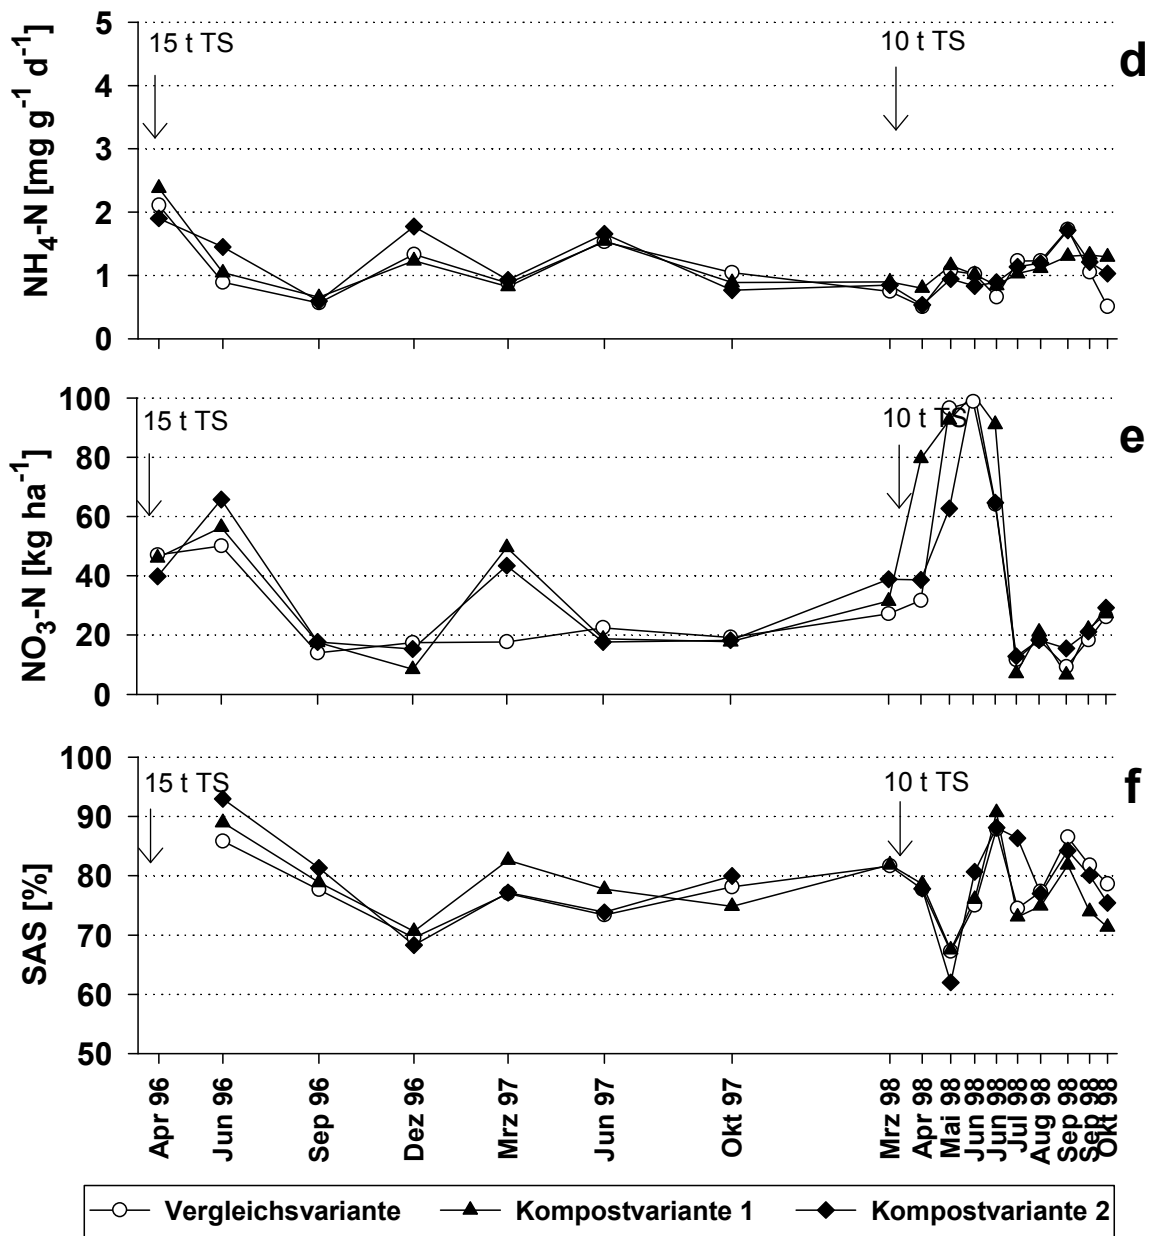 d
NH4-N [mg g-1 d-1]
5
4
3
2
1
0
15 t TS
10 t TS
e
NO3-N [kg ha-1]
100
80
60
40
20
0
15 t TS
10 t TS
f
SAS [%]
100
90
80
70
60
50
15 t TS
10 t TS
Apr 96
Jun 96
Sep 96
Dez 96
Mrz 97
Jun 97
Okt 97
Mrz 98
Apr 98
Mai 98
Jun 98
Jun 98
Jul 98
Aug 98
Sep 98
Sep 98
Okt 98
Vergleichsvariante
Kompostvariante 1
Kompostvariante 2